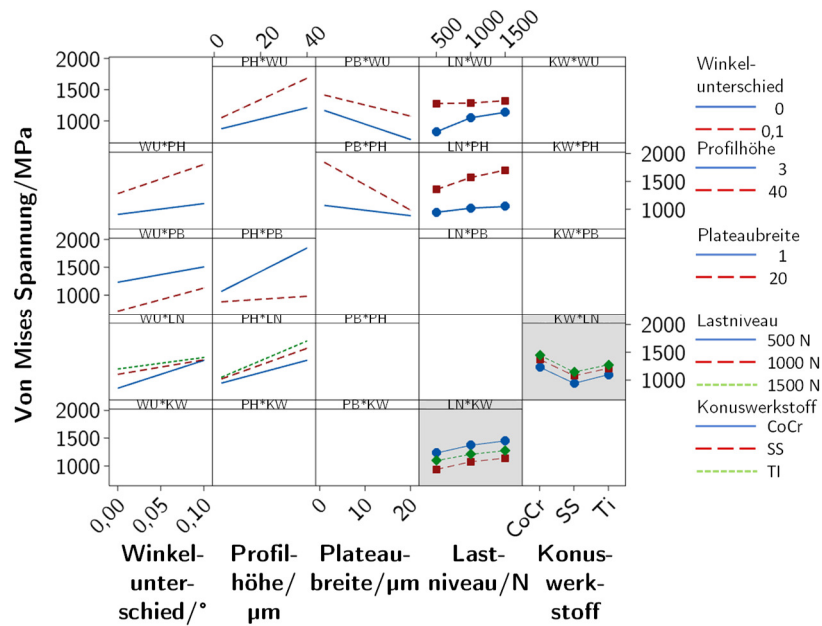 0 20 40
500 1000 1500
2000
1500
1000
PH*WU PB*WU LN*WU KW*WU
Winkel-
unterschied
0
0,1
WU*PH PB*PH LN*PH KW*PH
2000
1500
1000
Profilhöhe
3
40
2000
1500
1000
WU*PB PH*PB LN*PB KW*PB
Plateaubreite
1
20
WU*LN PH*LN PB*PH KW*LN
2000
1500
1000
Lastniveau
500 N
1000 N
1500 N
2000
1500
1000
WU*KW PH*KW PB*KW LN*KW
Konuswerkstoff
CoCr
SS
TI
Von Mises Spannung/MPa
0,00 0,05 0,10
0 10 20
CoCr SS Ti
Winkel-
unter-
schied/°
Profil-
höhe/
μm
Plateau-
breite/μm
Last-
niveau/N
Konus-
werk-
stoff